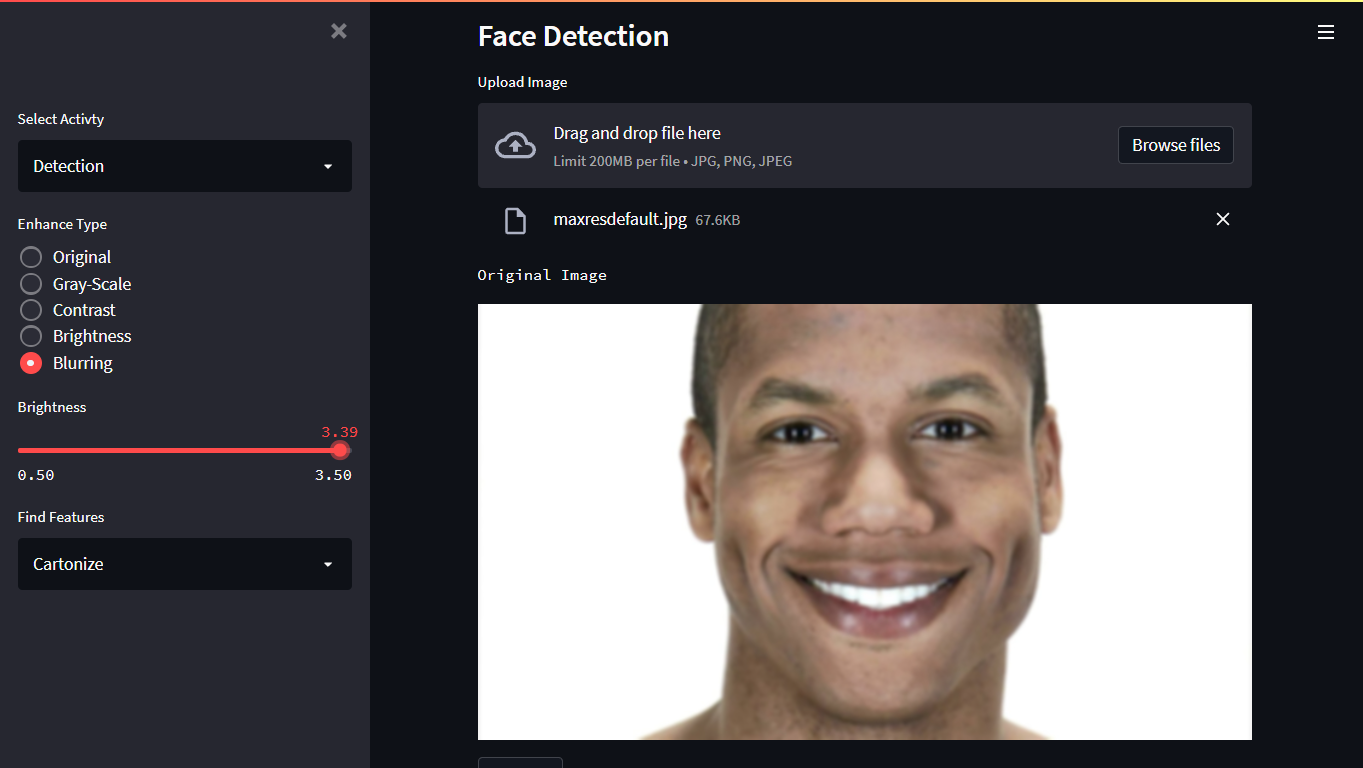 Select Activty
Detection
Enhance Type
Original
Gray-Scale
Contrast
Brightness
Blurring
Brightness
3.39
0.50 3.50
Find Features
Cartonize
Face Detection
Upload Image
Drag and drop file here
Limit 200MB per file • JPG, PNG, JPEG
Browse files
maxresdefault.jpg 67.6KB
Original Image